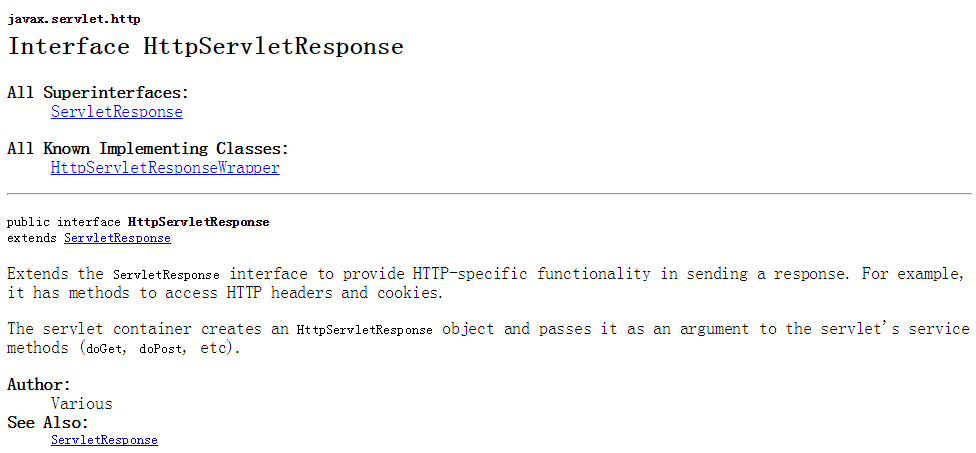 javax.servlet.http
Interface HttpServletResponse
All Superinterfaces:
ServletResponse
All Known Implementing Classes:
HttpServletResponseWrapper
public interface HttpServletResponse
extends ServletResponse
Extends the ServletResponse interface to provide HTTP-specific functionality in sending a response. For example,
it has methods to access HTTP headers and cookies.
The servlet container creates an HttpServletResponse object and passes it as an argument to the servlet's service
methods (doGet, doPost, etc).
Author:
Various
See Also:
ServletResponse